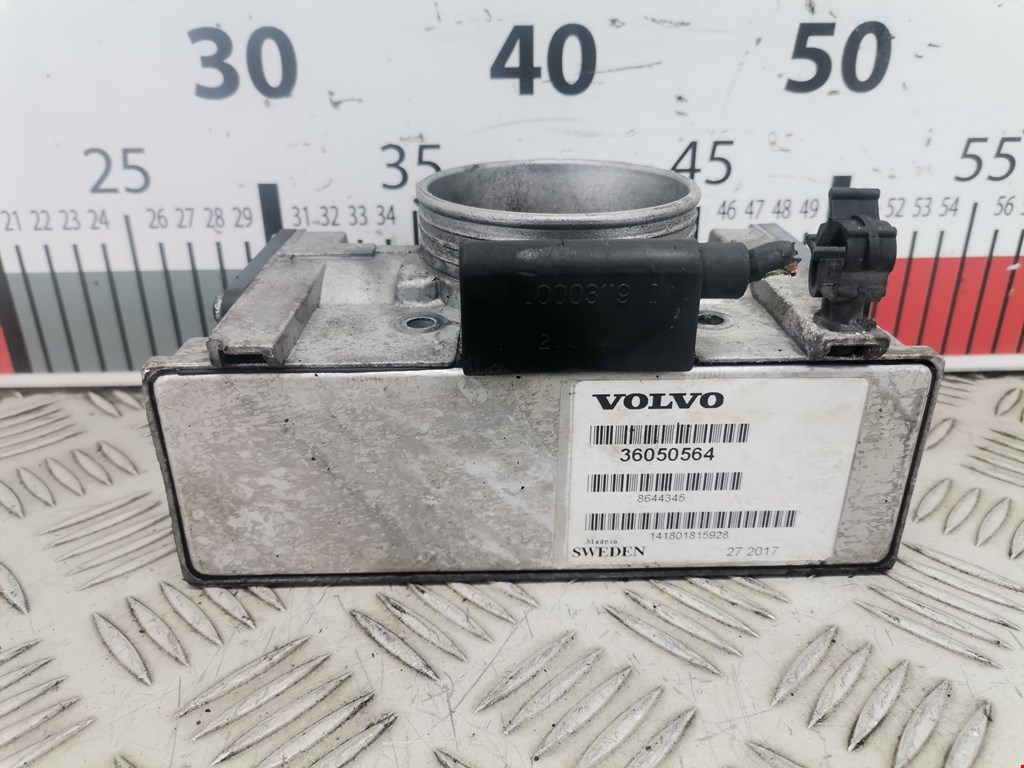 30 40 50
25 35 45 55
21 22 23 24 26 27 28 29 31 32 33 34 46 47 48 49 52 53 54 56
VOLVO
36050564
8644345
141801815928
Made in
SWEDEN 27 2017